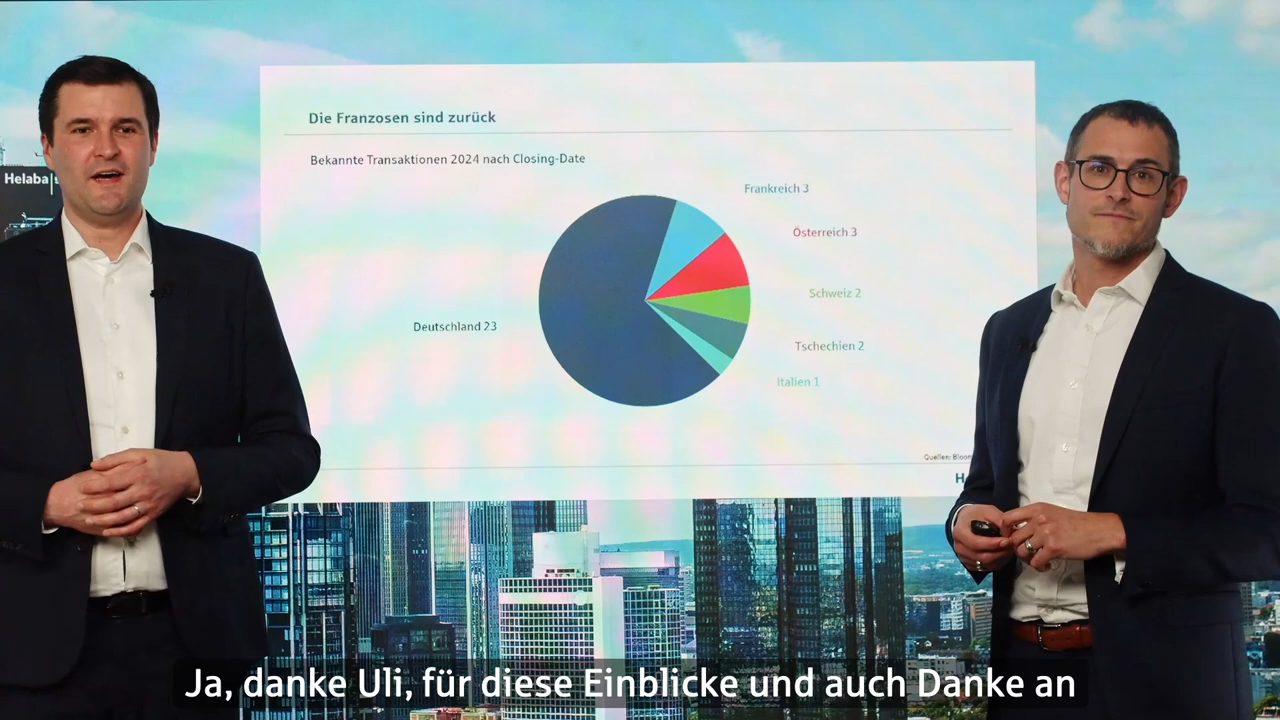 Helaba
Die Franzosen sind zurück
Bekannte Transaktionen 2024 nach Closing-Date
Frankreich 3
Österreich 3
Schweiz 2
Deutschland 23
Tschechien 2
Italien 1
Quellen:
Ja, danke Uli, für diese Einblicke und auch Danke an